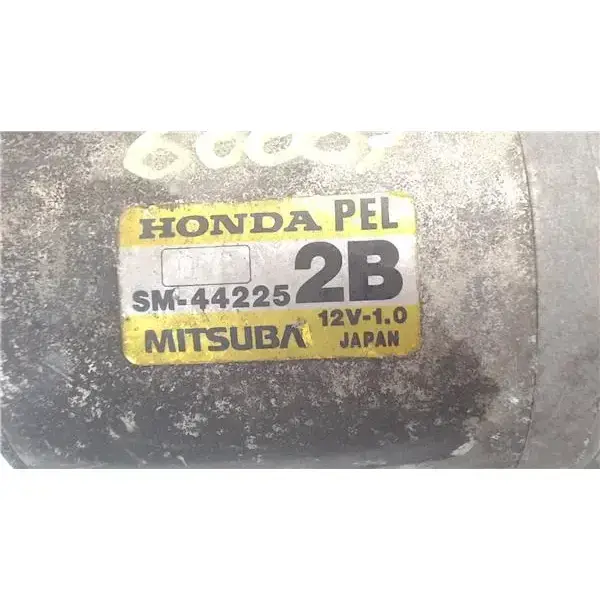 HONDA PEL
SM-44225 2B
MITSUBA 12V-1.0
JAPAN